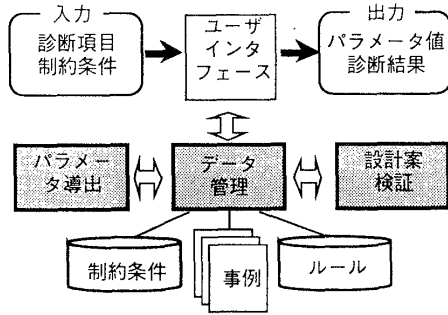 入力
診断項目
制約条件
ユーザ
インタ
フェース
出力
パラメータ値
診断結果
パラメー
タ導出
データ
管理
設計案
検証
制約条件
事例
ルール